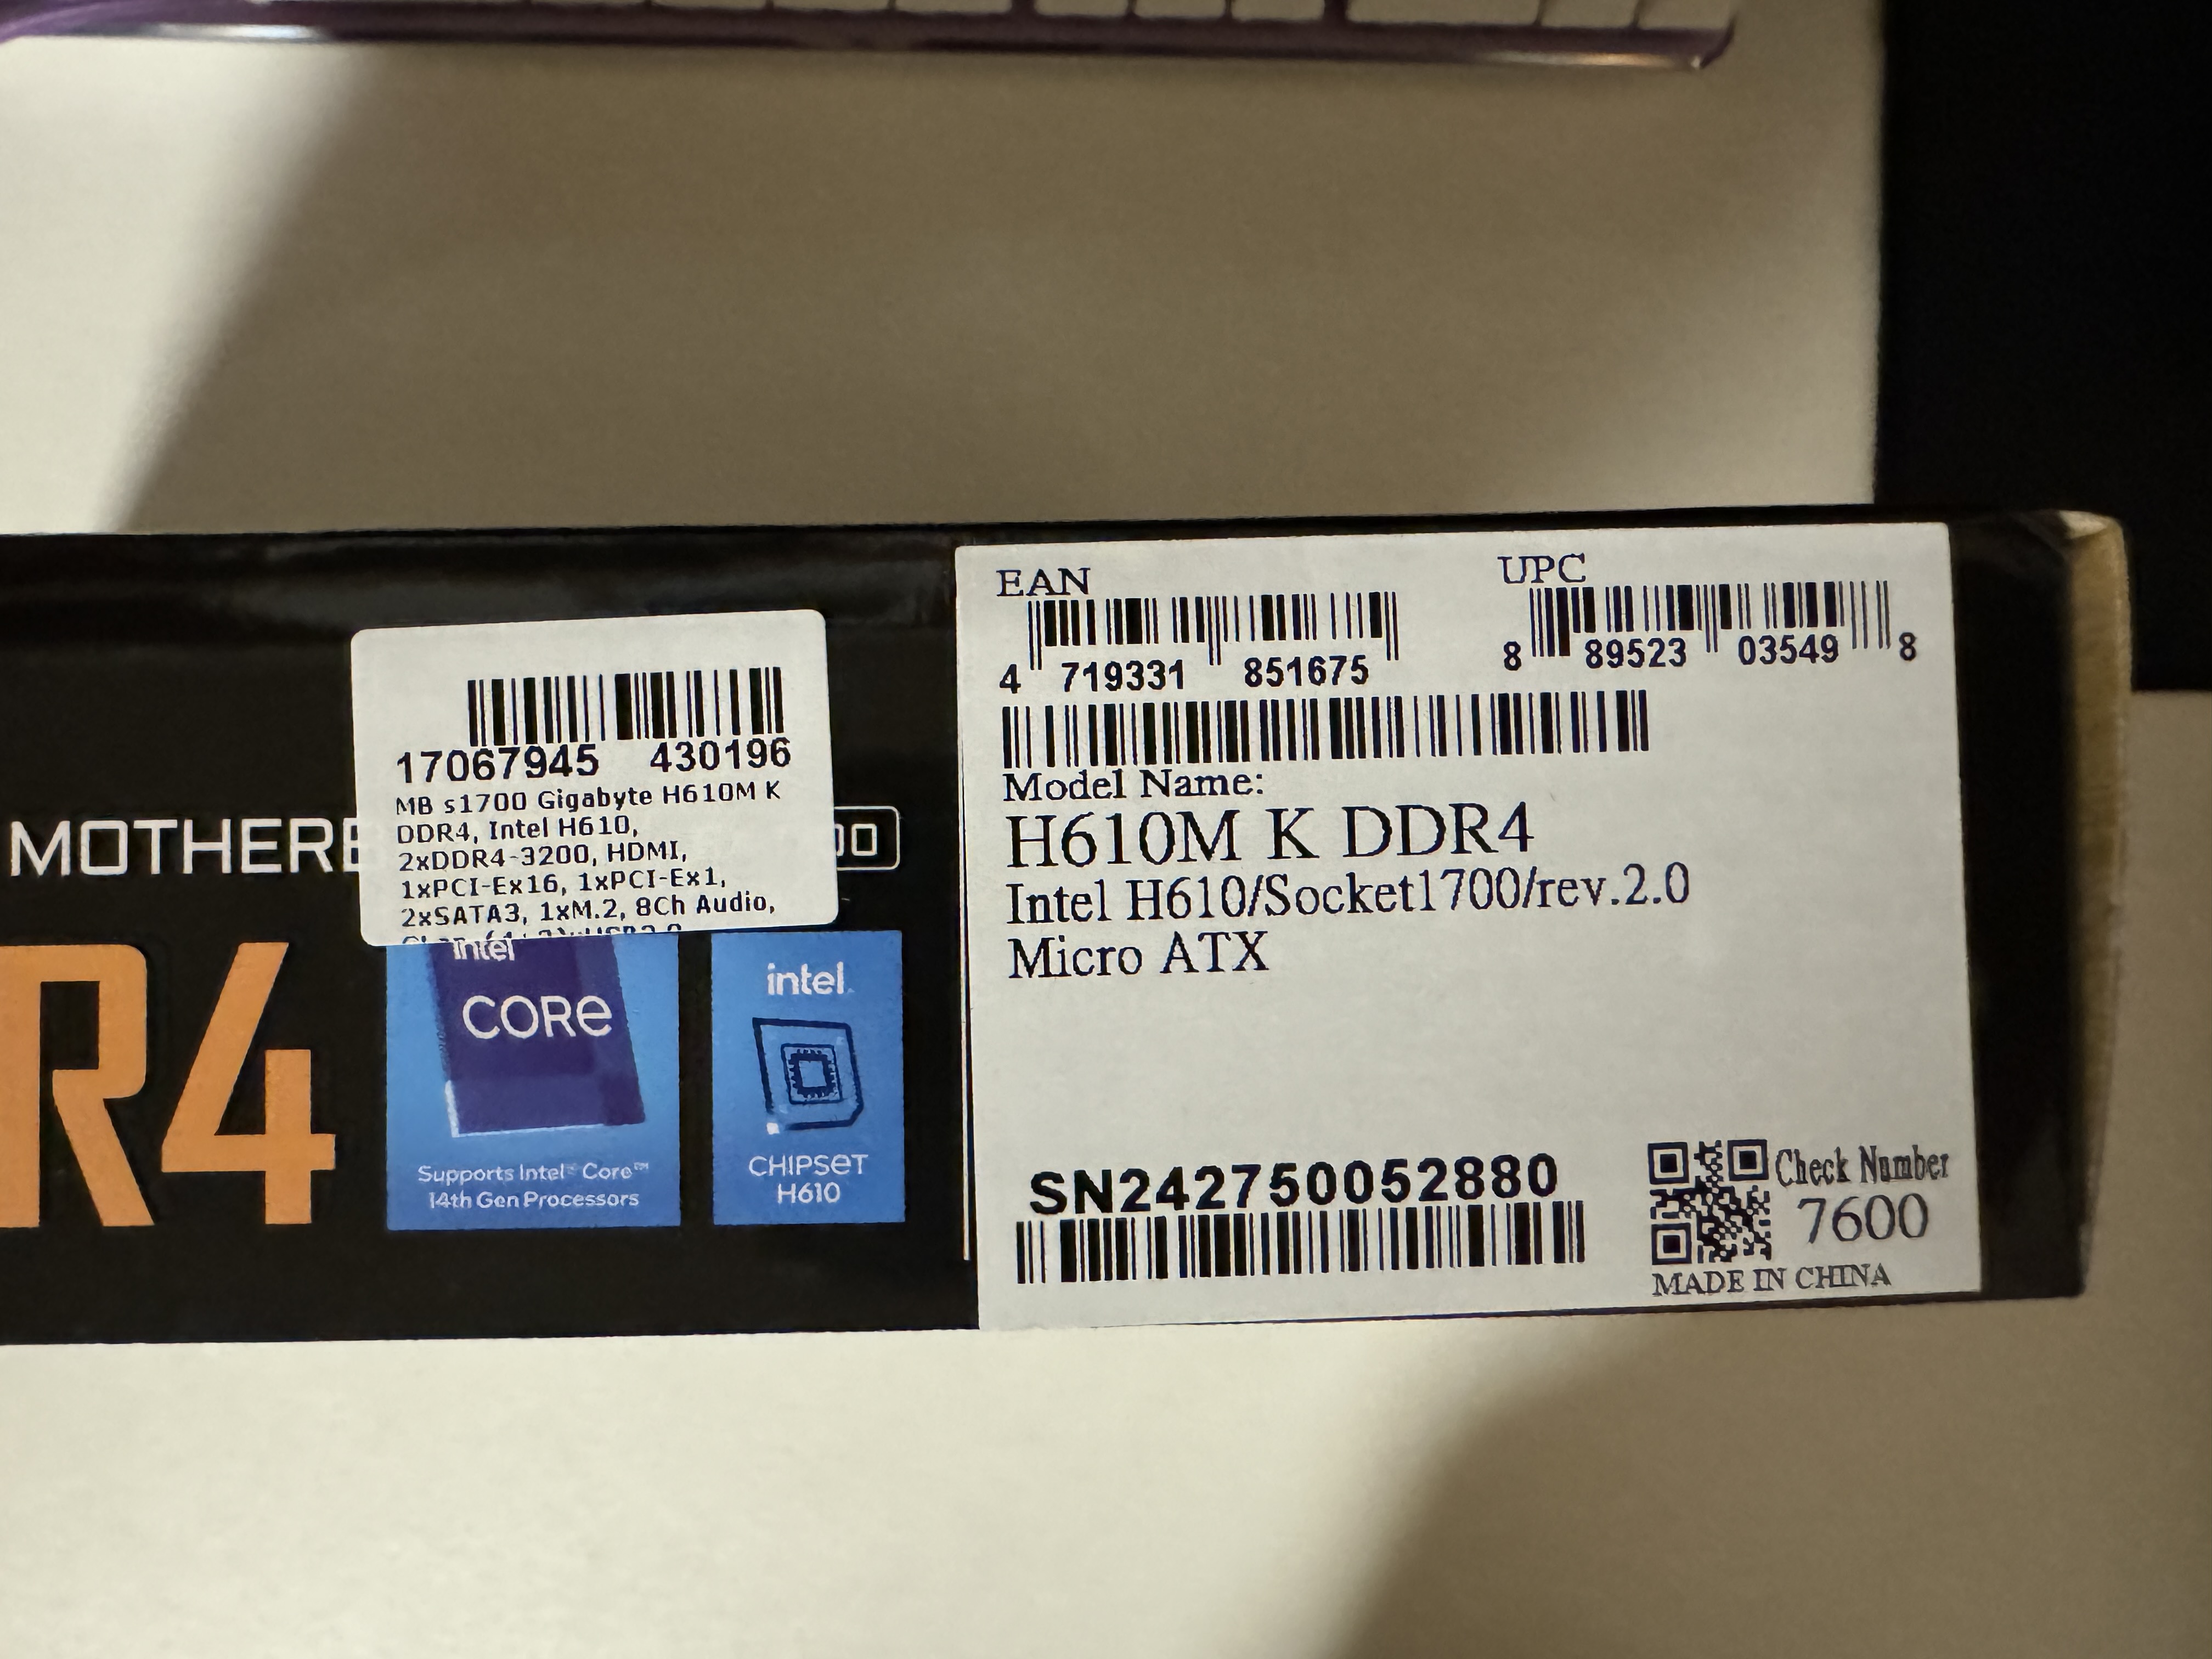 EAN
UPC
4 719331 851675
8 89523 03549 8
17067945 430196
MB s1700 Gigabyte H610M K
DDR4, Intel H610,
2xDDR4-3200, HDMI,
1xPCI-Ex16, 1xPCI-Ex1,
2xSATA3, 1xM.2, 8Ch Audio,
MOTHERB
00
R4
intel
CORE
Supports Intel® Core™
14th Gen Processors
intel.
CHIPSET
H610
Model Name:
H610M K DDR4
Intel H610/Socket1700/rev.2.0
Micro ATX
SN242750052880
Check Number
7600
MADE IN CHINA